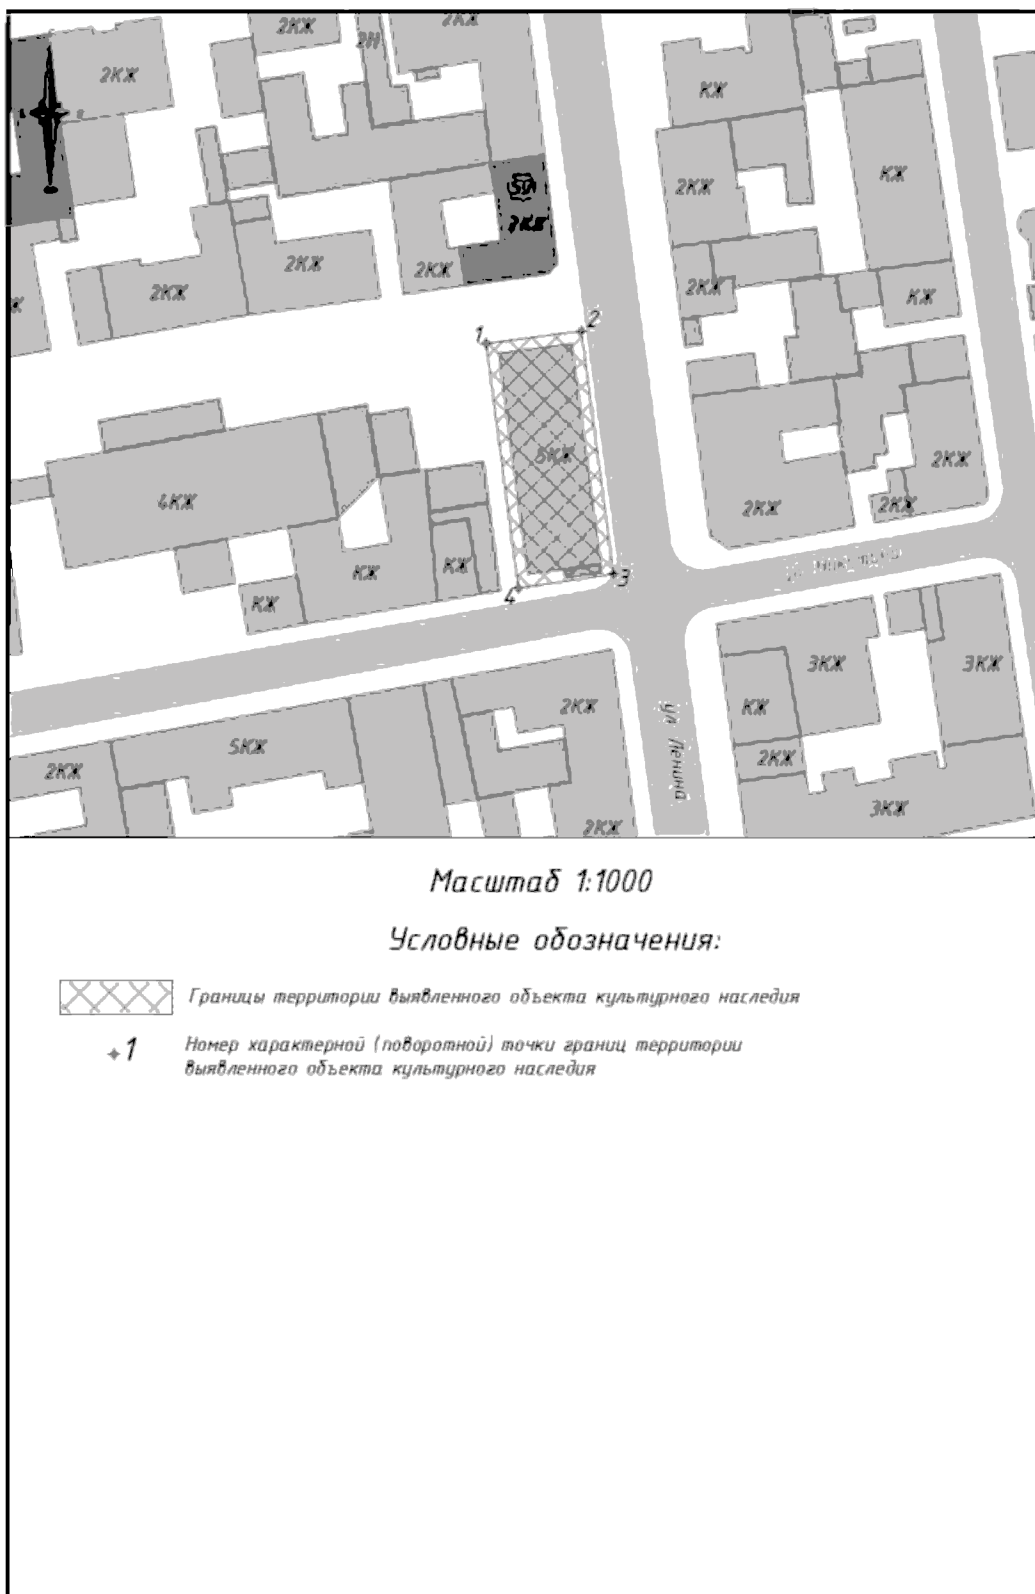 2КЖ
2КЖ
2Н
2КЖ
КЖ
2КЖ
КЖ
2КЖ
2КЖ
2КЖ
2КЖ
2КЖ
КЖ
1
2
5КЖ
4КЖ
2КЖ
2КЖ
2КЖ
КЖ
КЖ
КЖ
3
4
ул. Ленина
3КЖ
3КЖ
КЖ
2КЖ
2КЖ
5КЖ
2КЖ
3КЖ
2КЖ
Масштаб 1:1000
Условные обозначения:
Границы территории выявленного объекта культурного наследия
1
Номер характерной (поворотной) точки границ территории
выявленного объекта культурного наследия